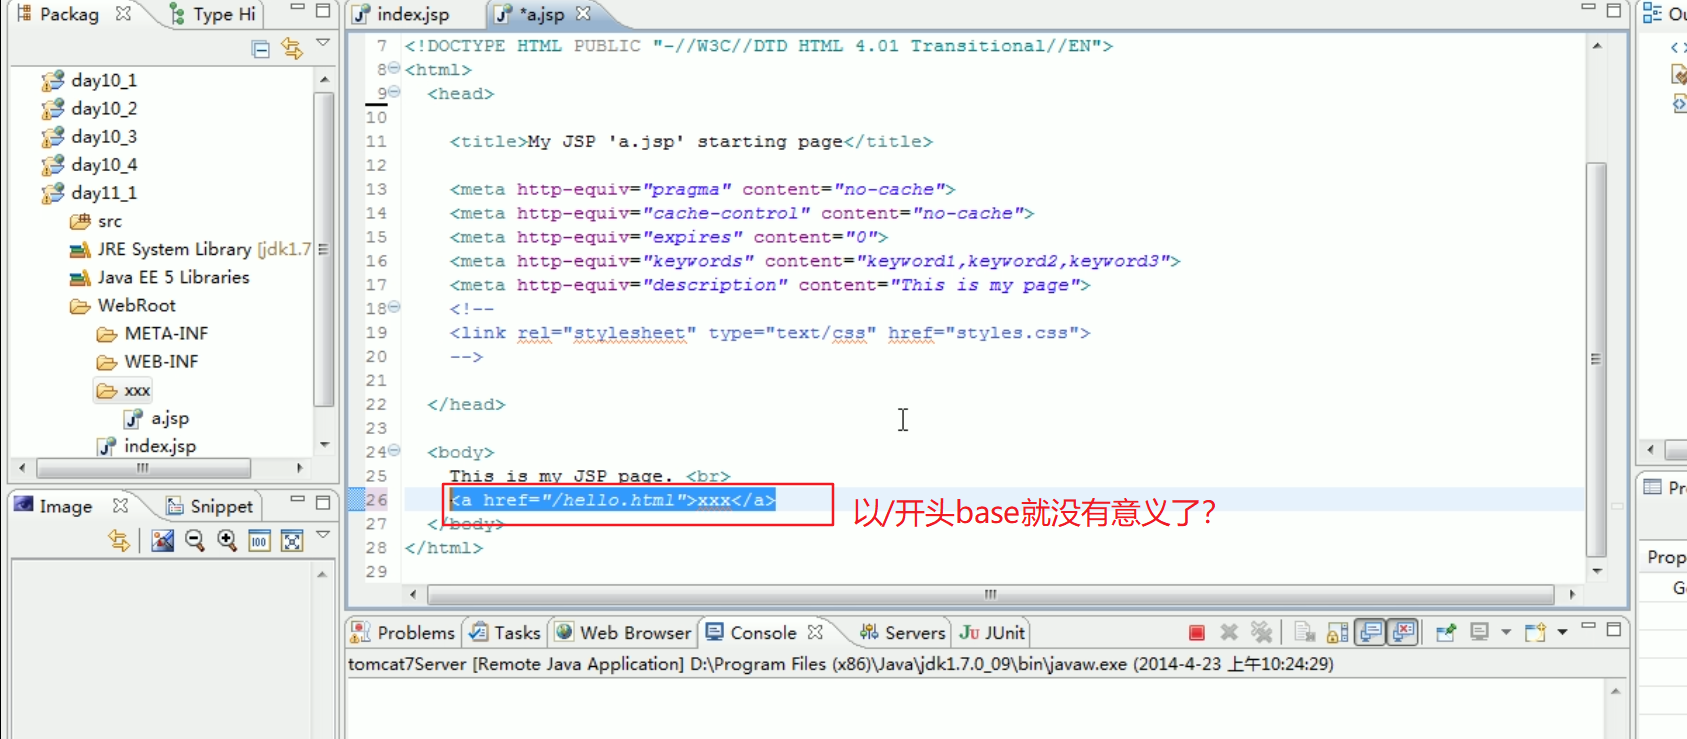 Packag
Type Hi
index.jsp
*a.jsp
Ou
day10_1
day10_2
day10_3
day10_4
day11_1
src
JRE System Library [jdk1.7
Java EE 5 Libraries
WebRoot
META-INF
WEB-INF
xxx
a.jsp
index.jsp
7 <!DOCTYPE HTML PUBLIC "-//W3C//DTD HTML 4.01 Transitional//EN">
8 <html>
9 <head>
10
11 <title>My JSP 'a.jsp' starting page</title>
12
13 <meta http-equiv="pragma" content="no-cache">
14 <meta http-equiv="cache-control" content="no-cache">
15 <meta http-equiv="expires" content="0">
16 <meta http-equiv="keywords" content="keyword1,keyword2,keyword3">
17 <meta http-equiv="description" content="This is my page">
18 <!--
19 <link rel="stylesheet" type="text/css" href="styles.css">
20 -->
21
22 </head>
23
24 <body>
25 This is my JSP page. <br>
26 <a href="/hello.html">xxx</a>
以/开头base就没有意义了?
27 </body>
28 </html>
29
Image
Snippet
100
Pro
Prop
Problems
Tasks
Web Browser
Console
Servers
JUnit
tomcat7Server [Remote Java Application] D:\Program Files (x86)\Java\jdk1.7.0_09\bin\javaw.exe (2014-4-23 上午10:24:29)